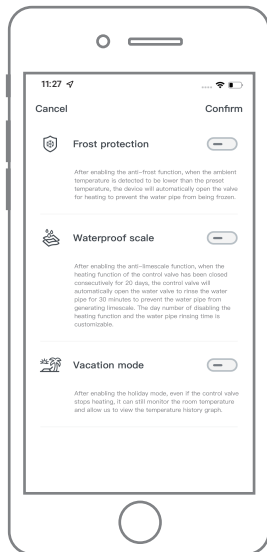 11:27
Cancel
Confirm
Frost protection
After enabling the anti-frost function, when the ambient
temperature is detected to be lower than the preset
temperature, the device will automatically open the valve
for heating to prevent the water pipe from being frozen.
Waterproof scale
After enabling the anti-limescale function, when the
heating function of the control valve has been closed
consecutively for 20 days, the control valve will
automatically open the water valve to rinse the water
pipe for 30 minutes to prevent the water pipe from
generating limescale. The day number of disabling the
heating function and the water pipe rinsing time is
customizable.
Vacation mode
After enabling the holiday mode, even if the control valve
stops heating, it can still monitor the room temperature
and allow us to view the temperature history graph.